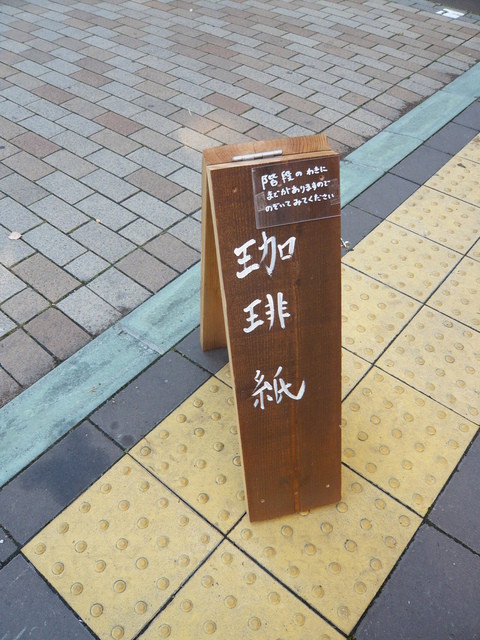 階段の わきに
まどがありますので
のぞいてみてください
珈琲 紙